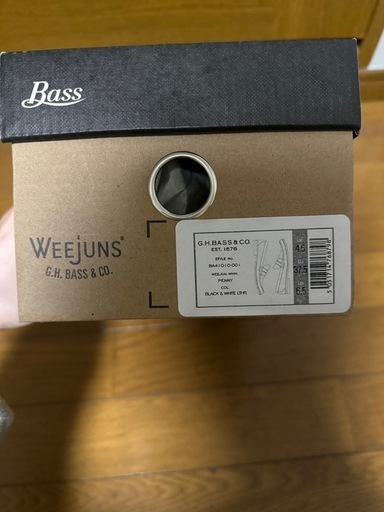 Bass
WEEJUNS®
G.H. BASS & CO.
G.H.BASS & CO.
EST. 1876
STYLE No.
BA41010-001
WEEJUN WMN
PENNY
COL.
BLACK & WHITE LTHR
4.5
37.5
6.5